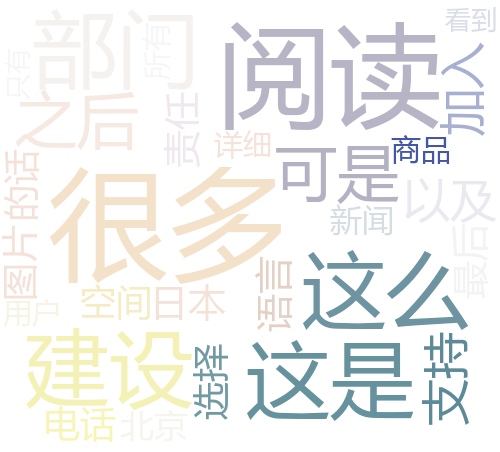 部门
所有
只有
阅读
看到
加入
之后
责任
详细
可是
商品
图片
的话
很多
以及
新闻
最后
语言
这么
用户
空间
日本
建设
选择
这是
支持
电话
北京